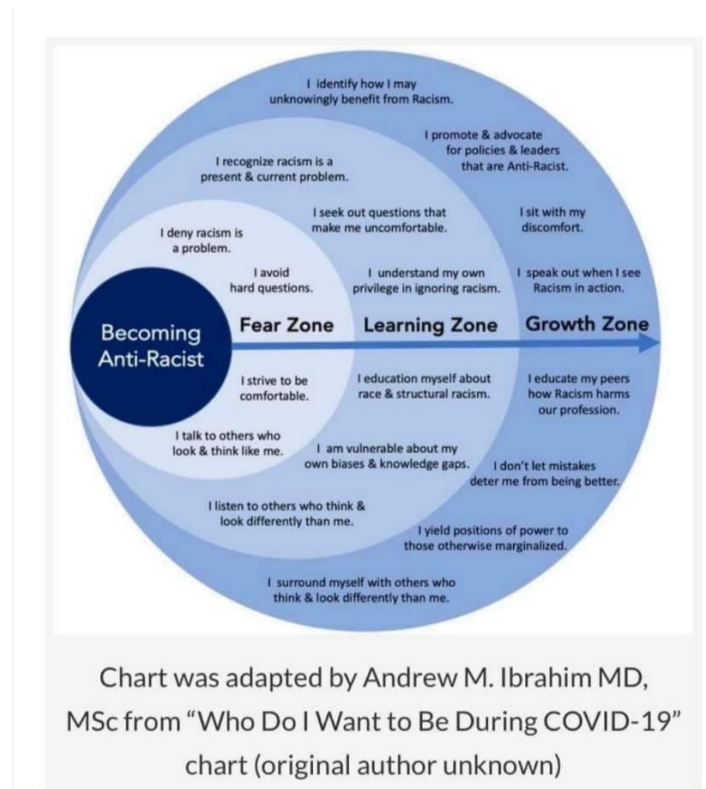 I identify how I may
unknowingly benefit from Racism.
I promote & advocate
for policies & leaders
that are Anti-Racist.
I recognize racism is a
present & current problem.
I seek out questions that
make me uncomfortable.
I sit with my
discomfort.
I deny racism is
a problem.
I avoid
hard questions.
I understand my own
privilege in ignoring racism.
I speak out when I see
Racism in action.
Becoming
Anti-Racist
Fear Zone
Learning Zone
Growth Zone
I strive to be
comfortable.
I education myself about
race & structural racism.
I educate my peers
how Racism harms
our profession.
I talk to others who
look & think like me.
I am vulnerable about my
own biases & knowledge gaps.
I don't let mistakes
deter me from being better.
I listen to others who think &
look differently than me.
I yield positions of power to
those otherwise marginalized.
I surround myself with others who
think & look differently than me.
Chart was adapted by Andrew M. Ibrahim MD,
MSc from “Who Do I Want to Be During COVID-19”
chart (original author unknown)